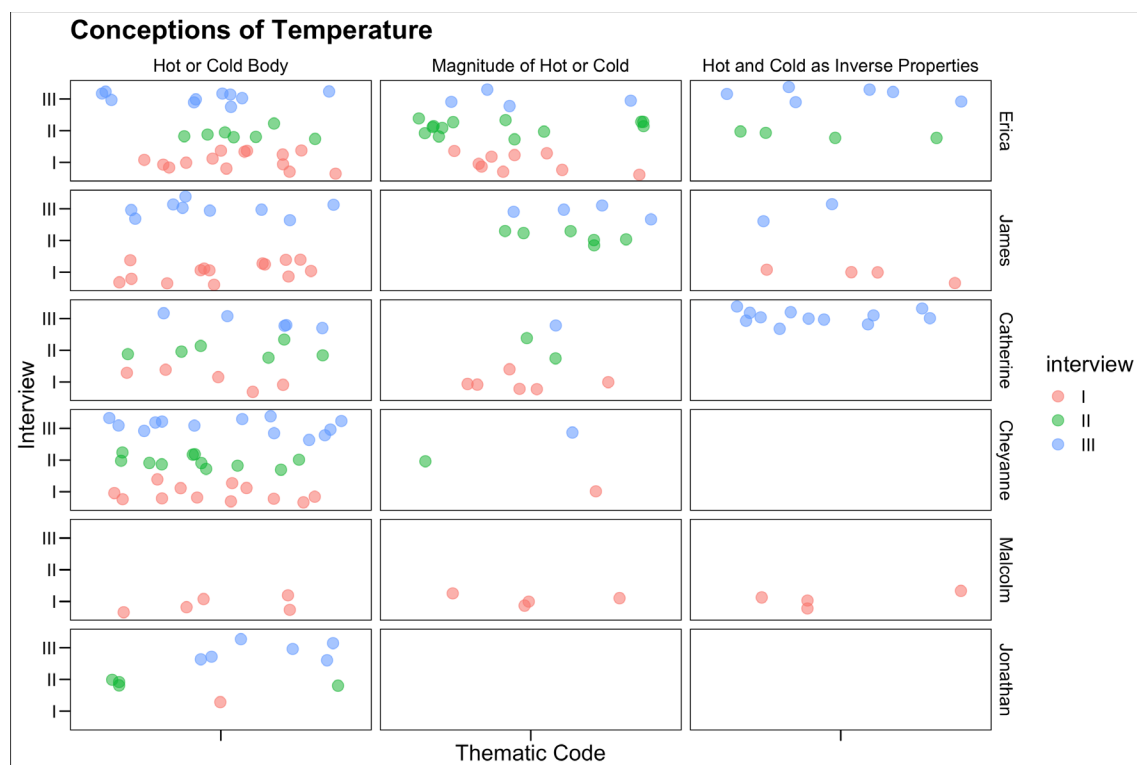 Conceptions of Temperature
Hot or Cold Body
Magnitude of Hot or Cold
Hot and Cold as Inverse Properties
III
II
I
Erica
III
II
I
James
III
II
I
Catherine
III
II
I
Cheyanne
III
II
I
Malcolm
III
II
I
Jonathan
Interview
Thematic Code
interview
I
II
III